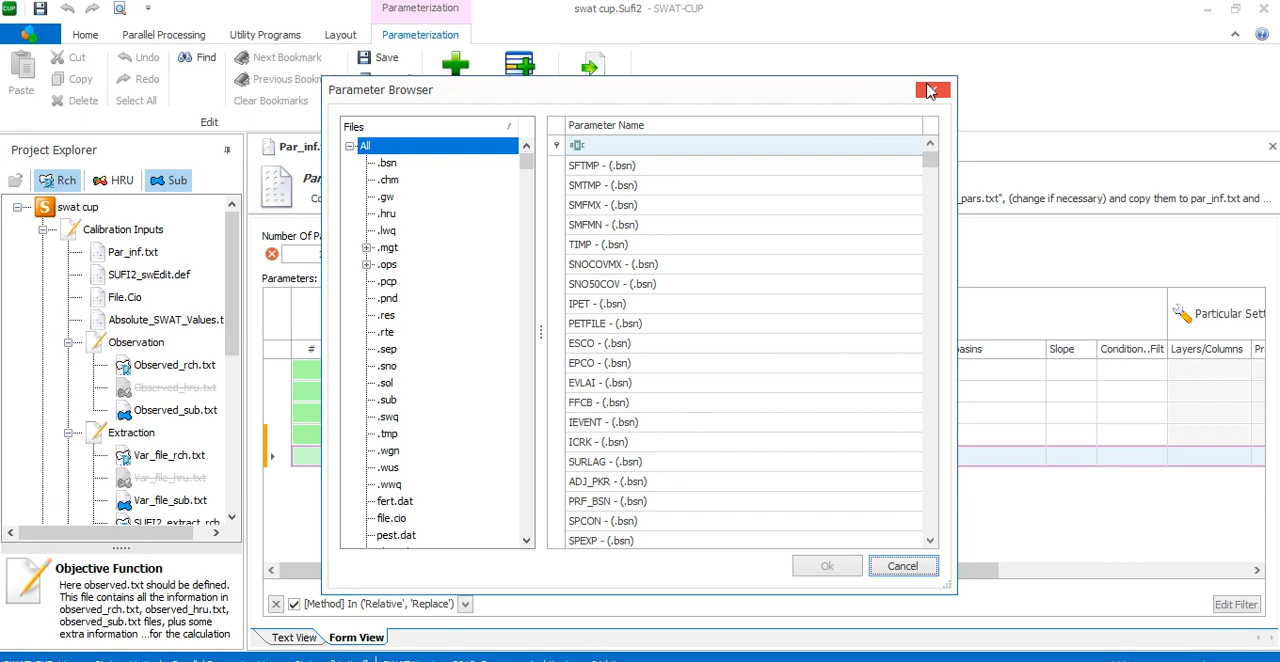 CUP
Parameterization
swat cup.Sufi2 - SWAT-CUP
Home
Parallel Processing
Utility Programs
Layout
Parameterization
Paste
Cut
Copy
Delete
Undo
Redo
Select All
Find
Next Bookmark
Previous Bookm
Clear Bookmarks
Save
Edit
Project Explorer
Rch
HRU
Sub
swat cup
Calibration Inputs
Par_inf.txt
SUFI2_swEdit.def
File.Cio
Absolute_SWAT_Values.t
Observation
Observed_rch.txt
Observed_hru.txt
Observed_sub.txt
Extraction
Var_file_rch.txt
Var_file_hru.txt
Var_file_sub.txt
SUFI2_extract_rch
Objective Function
Here observed.txt should be defined.
This file contains all the information in
observed_rch.txt, observed_hru.txt,
observed_sub.txt files, plus some
extra information ...for the calculation
Par_inf.
Par
Co
_pars.txt", (change if necessary) and copy them to par_inf.txt and ...
Number Of Pa
Parameters:
#
Particular Sett
asins
Slope
Condition..Filt
Layers/Columns
Pr
Parameter Browser
Files
All
.bsn
.chm
.gw
.hru
.lwq
.mgt
.ops
.pcp
.pnd
.res
.rte
.sep
.sno
.sol
.sub
.swq
.tmp
.wgn
.wus
.wwq
fert.dat
file.cio
pest.dat
Parameter Name
SFTMP - (.bsn)
SMTMP - (.bsn)
SMFMX - (.bsn)
SMFMN - (.bsn)
TIMP - (.bsn)
SNOCOVMX - (.bsn)
SNO50COV - (.bsn)
IPET - (.bsn)
PETFILE - (.bsn)
ESCO - (.bsn)
EPCO - (.bsn)
EVLAI - (.bsn)
FFCB - (.bsn)
IEVENT - (.bsn)
ICRK - (.bsn)
SURLAG - (.bsn)
ADJ_PKR - (.bsn)
PRF_BSN - (.bsn)
SPCON - (.bsn)
SPEXP - (.bsn)
Ok
Cancel
[Method] In ('Relative', 'Replace')
Edit Filter
Text View
Form View